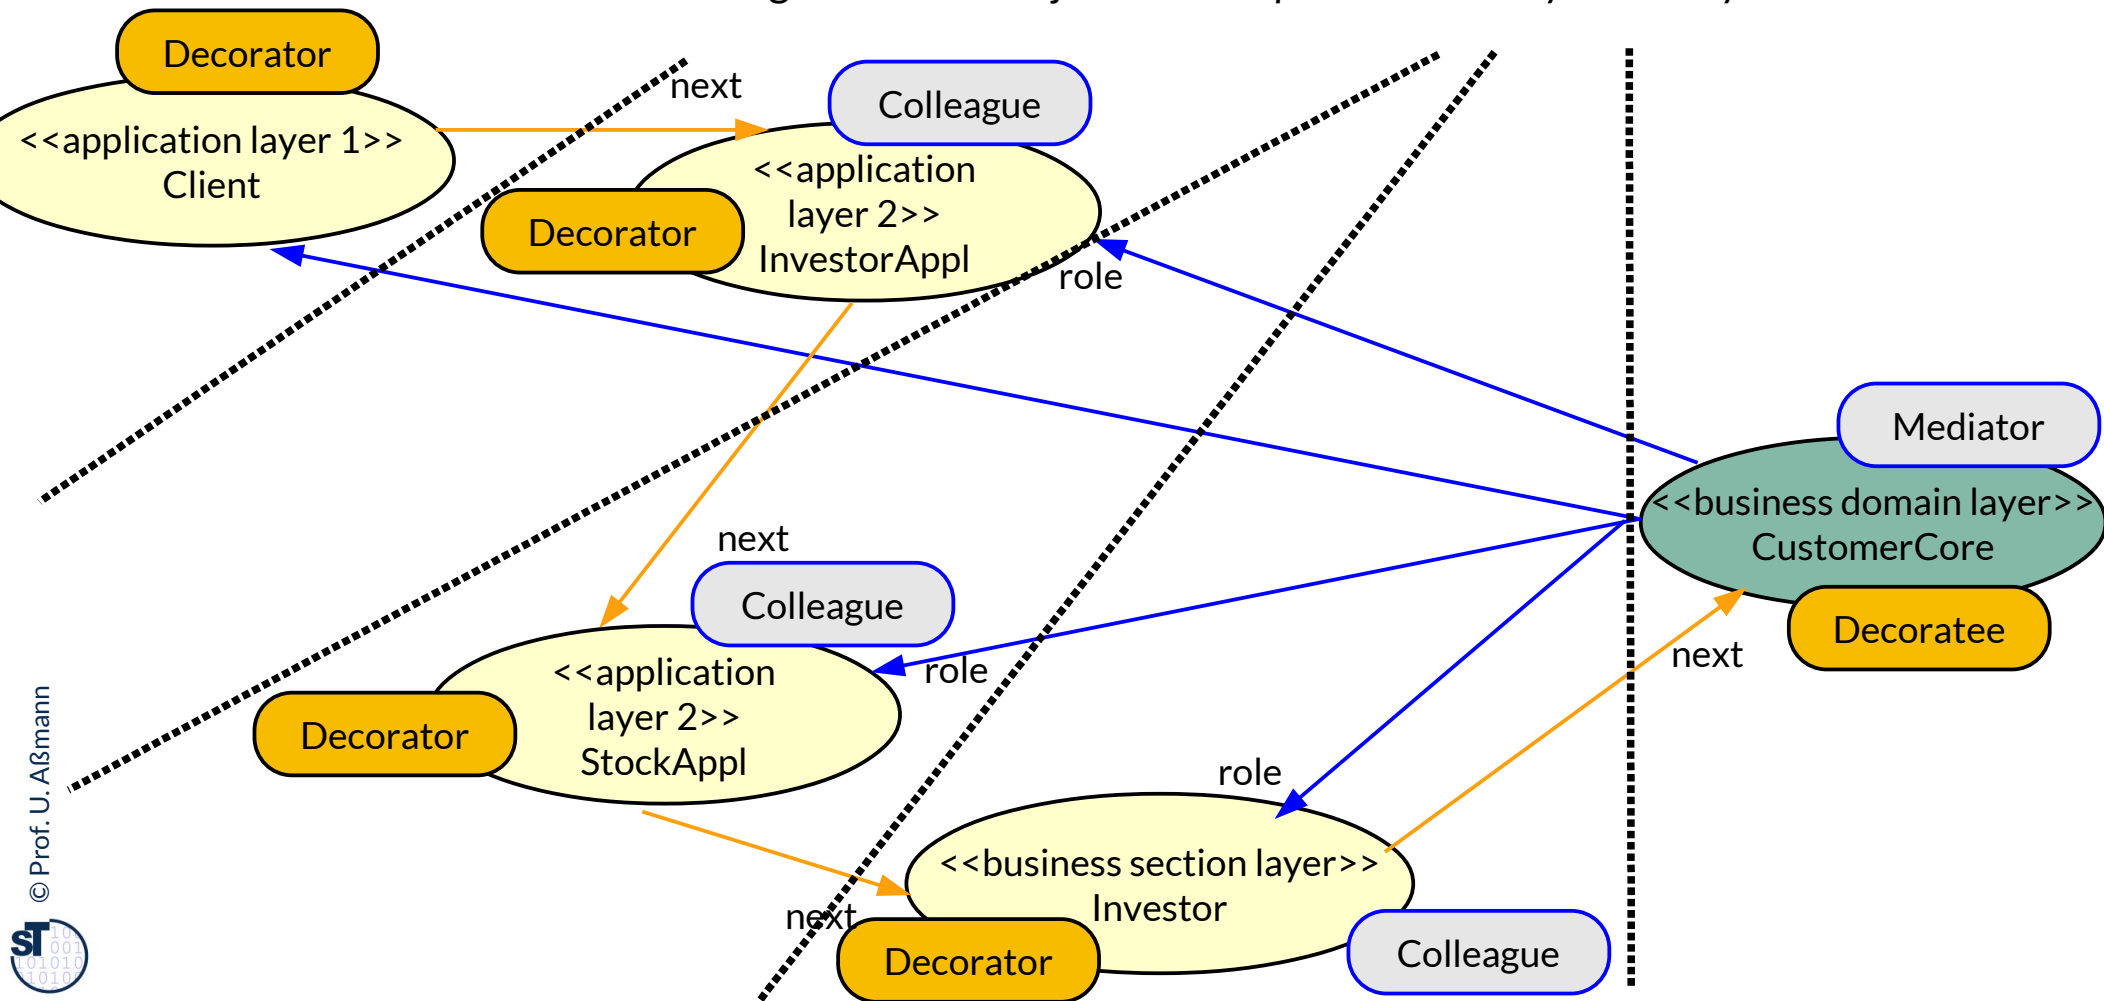 Decorator
<<application layer 1>>
Client
next
Colleague
<<application
layer 2>>
InvestorAppl
Decorator
role
Mediator
<<business domain layer>>
CustomerCore
Decoratee
next
next
Colleague
<<application
layer 2>>
StockAppl
Decorator
role
role
<<business section layer>>
Investor
next
Decorator
Colleague
© Prof. U. Aßmann
ST